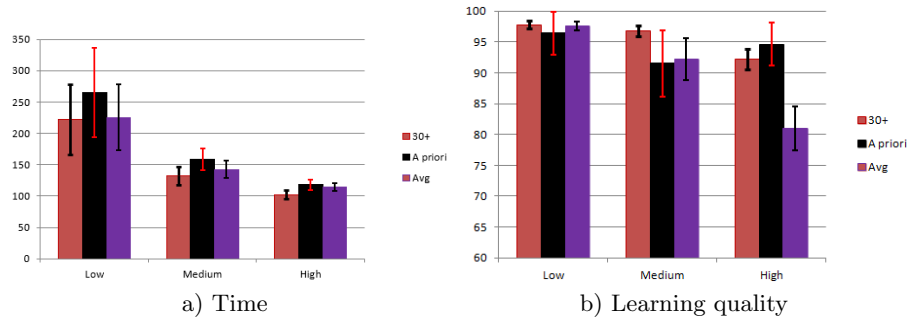 350
300
250
200
150
100
50
0
Low Medium High
30+
A priori
Avg
a) Time
100
95
90
85
80
75
70
65
60
Low Medium High
30+
A priori
Avg
b) Learning quality